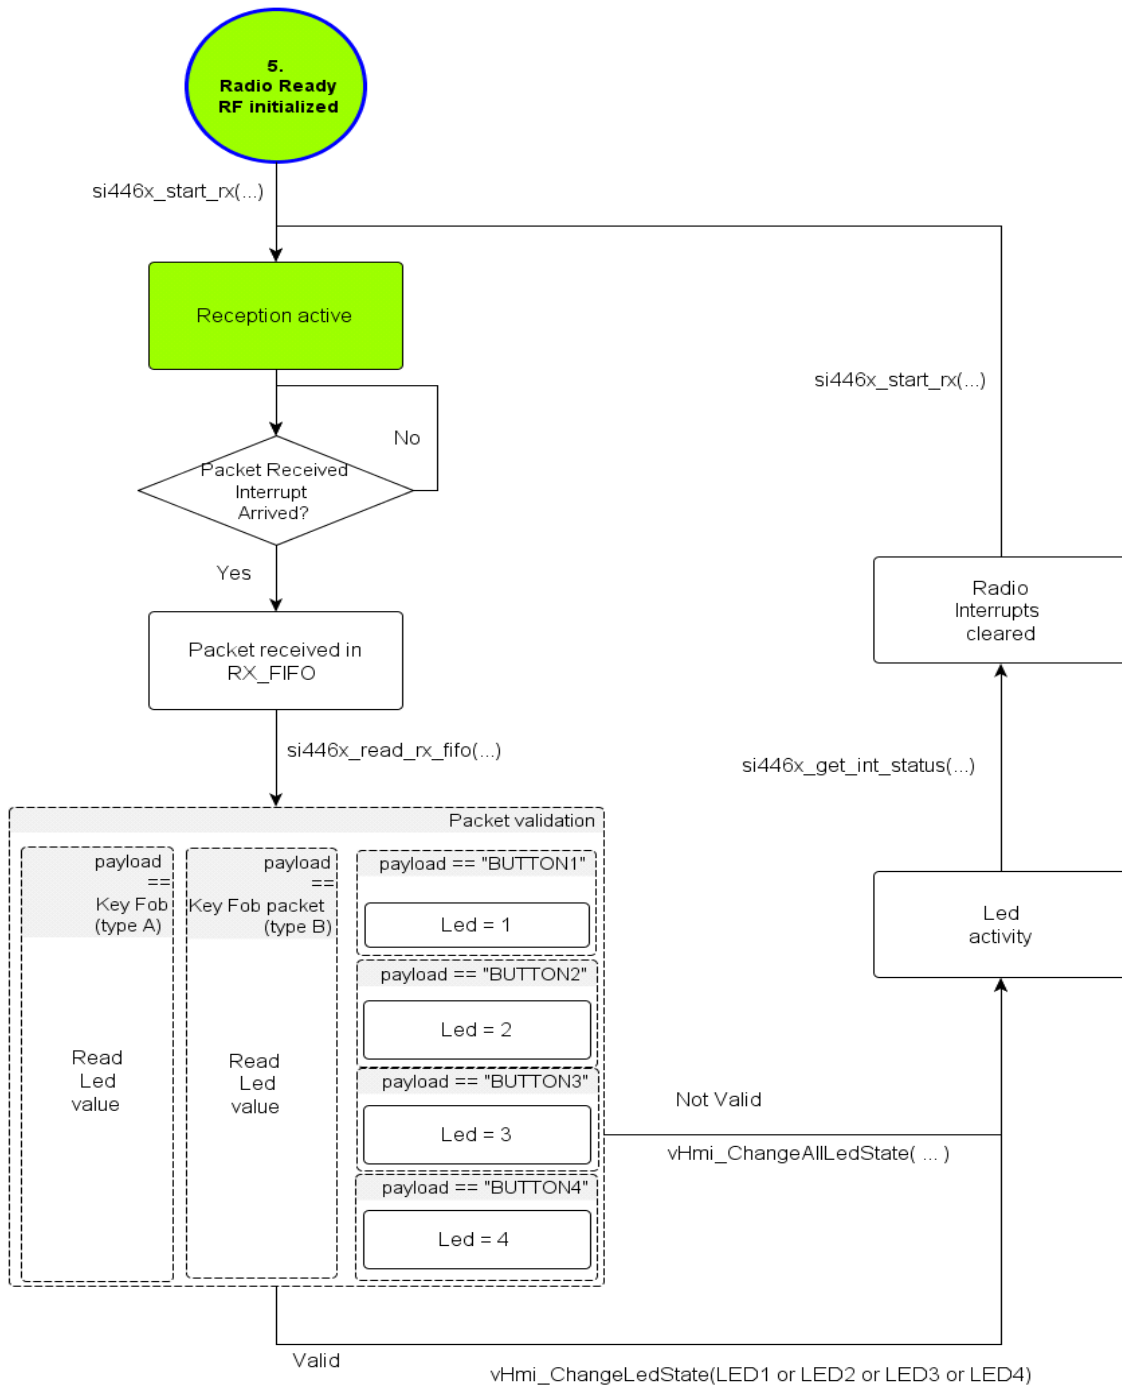 5.
Radio Ready
RF initialized
si446x_start_rx(...)
Reception active
si446x_start_rx(...)
No
Packet Received
Interrupt
Arrived?
Yes
Radio
Interrupts
cleared
Packet received in
RX_FIFO
si446x_read_rx_fifo(...)
si446x_get_int_status(...)
Packet validation
payload
==
Key Fob
(type A)
Read
Led
value
payload
==
Key Fob packet
(type B)
Read
Led
value
payload == "BUTTON1"
Led = 1
payload == "BUTTON2"
Led = 2
payload == "BUTTON3"
Led = 3
payload == "BUTTON4"
Led = 4
Led
activity
Not Valid
vHmi_ChangeAllLedState( ... )
Valid
vHmi_ChangeLedState(LED1 or LED2 or LED3 or LED4)